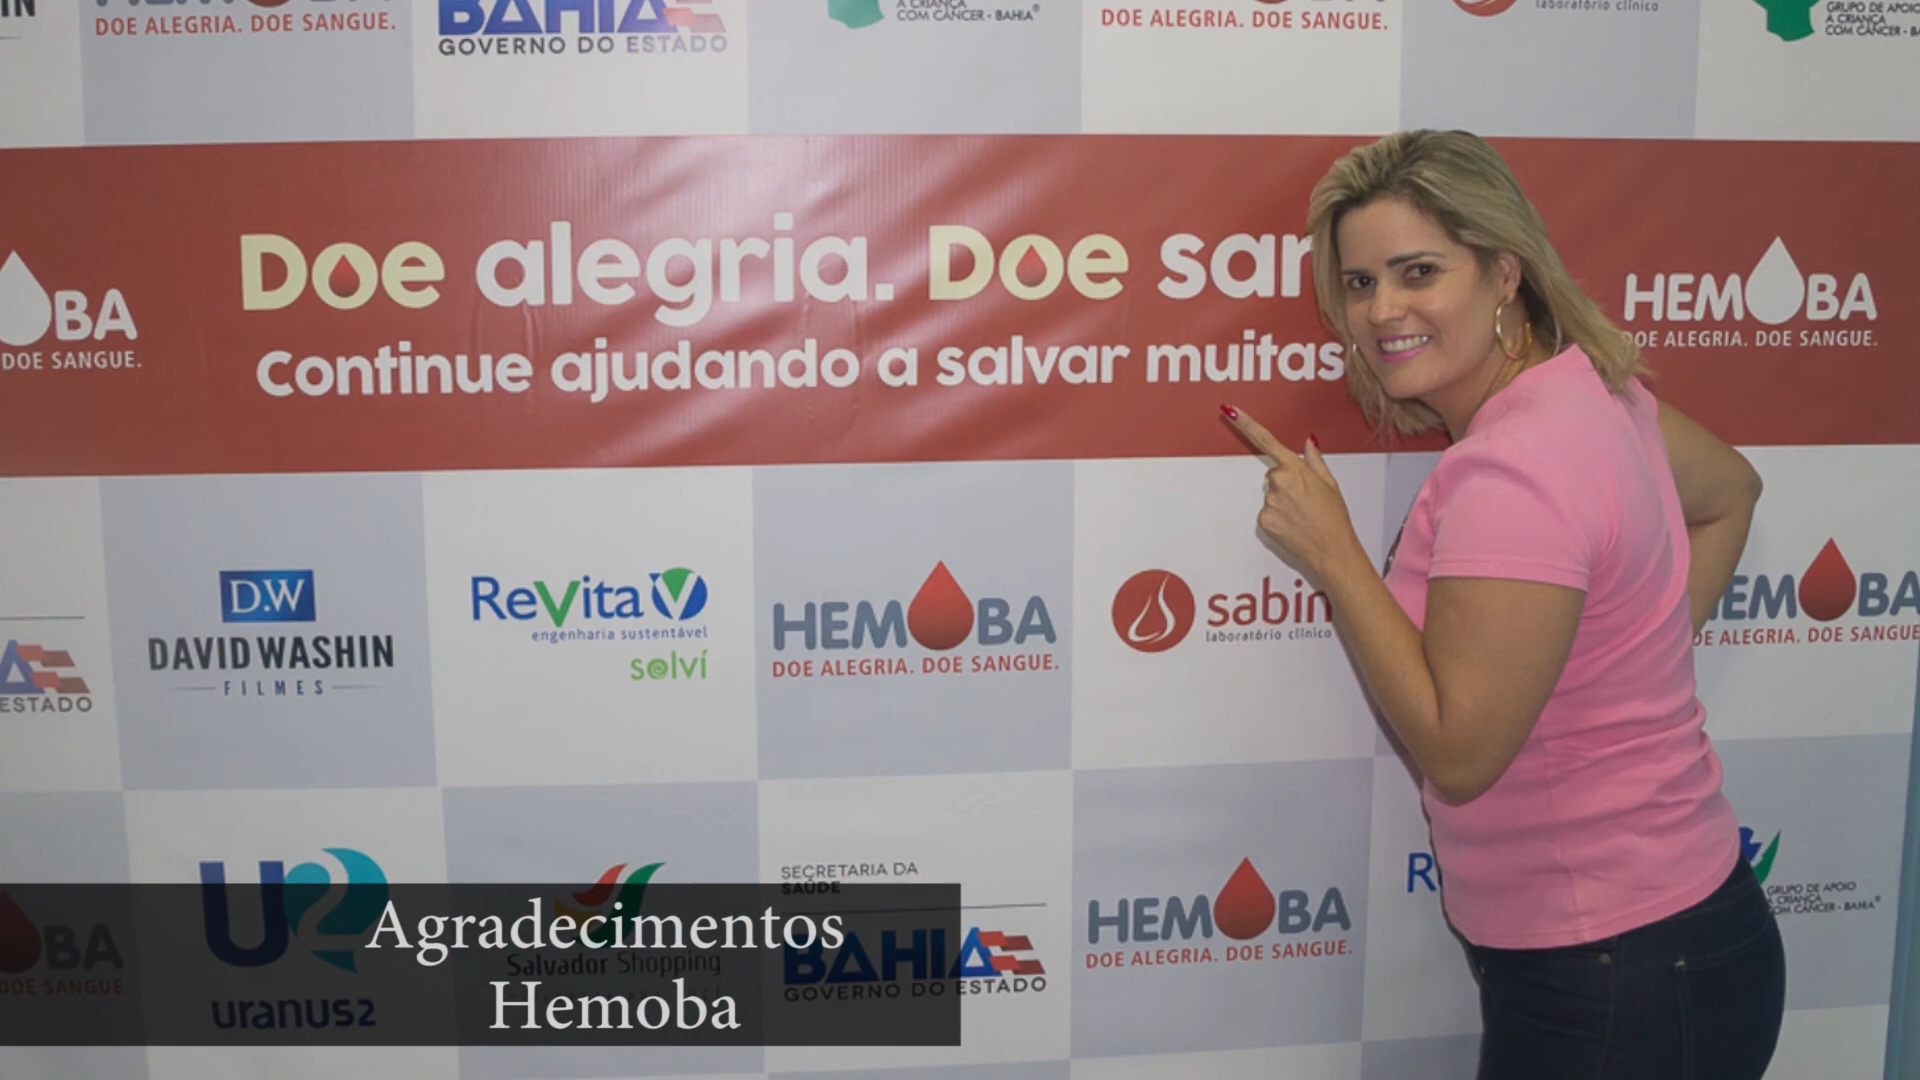 DOE ALEGRIA. DOE SANGUE.
BAHIA
GOVERNO DO ESTADO
A CRIANÇA
COM CÂNCER - BAHIA
DOE ALEGRIA. DOE SANGUE.
laboratório clínico
GRUPO DE APOIO
A CRIANÇA
COM CÂNCER - BA
BA
DOE SANGUE.
Doe alegria. Doe san
Continue ajudando a salvar muitas
HEMOBA
DOE ALEGRIA. DOE SANGUE.
ESTADO
D.W
DAVID WASHIN
FILMES
ReVita
engenharia sustentável
solví
HEMOBA
DOE ALEGRIA. DOE SANGUE.
sabin
laboratório clínico
EMOBA
DOE ALEGRIA. DOE SANGUE
BA
DOE SANGUE.
U2
uranus2
Salvador Shopping
SECRETARIA DA
SAÚDE
BAHIA
GOVERNO DO ESTADO
HEMOBA
DOE ALEGRIA. DOE SANGUE.
R
GRUPO DE APOIO
A CRIANÇA
COM CÂNCER - BAHIA
Agradecimentos
Hemoba